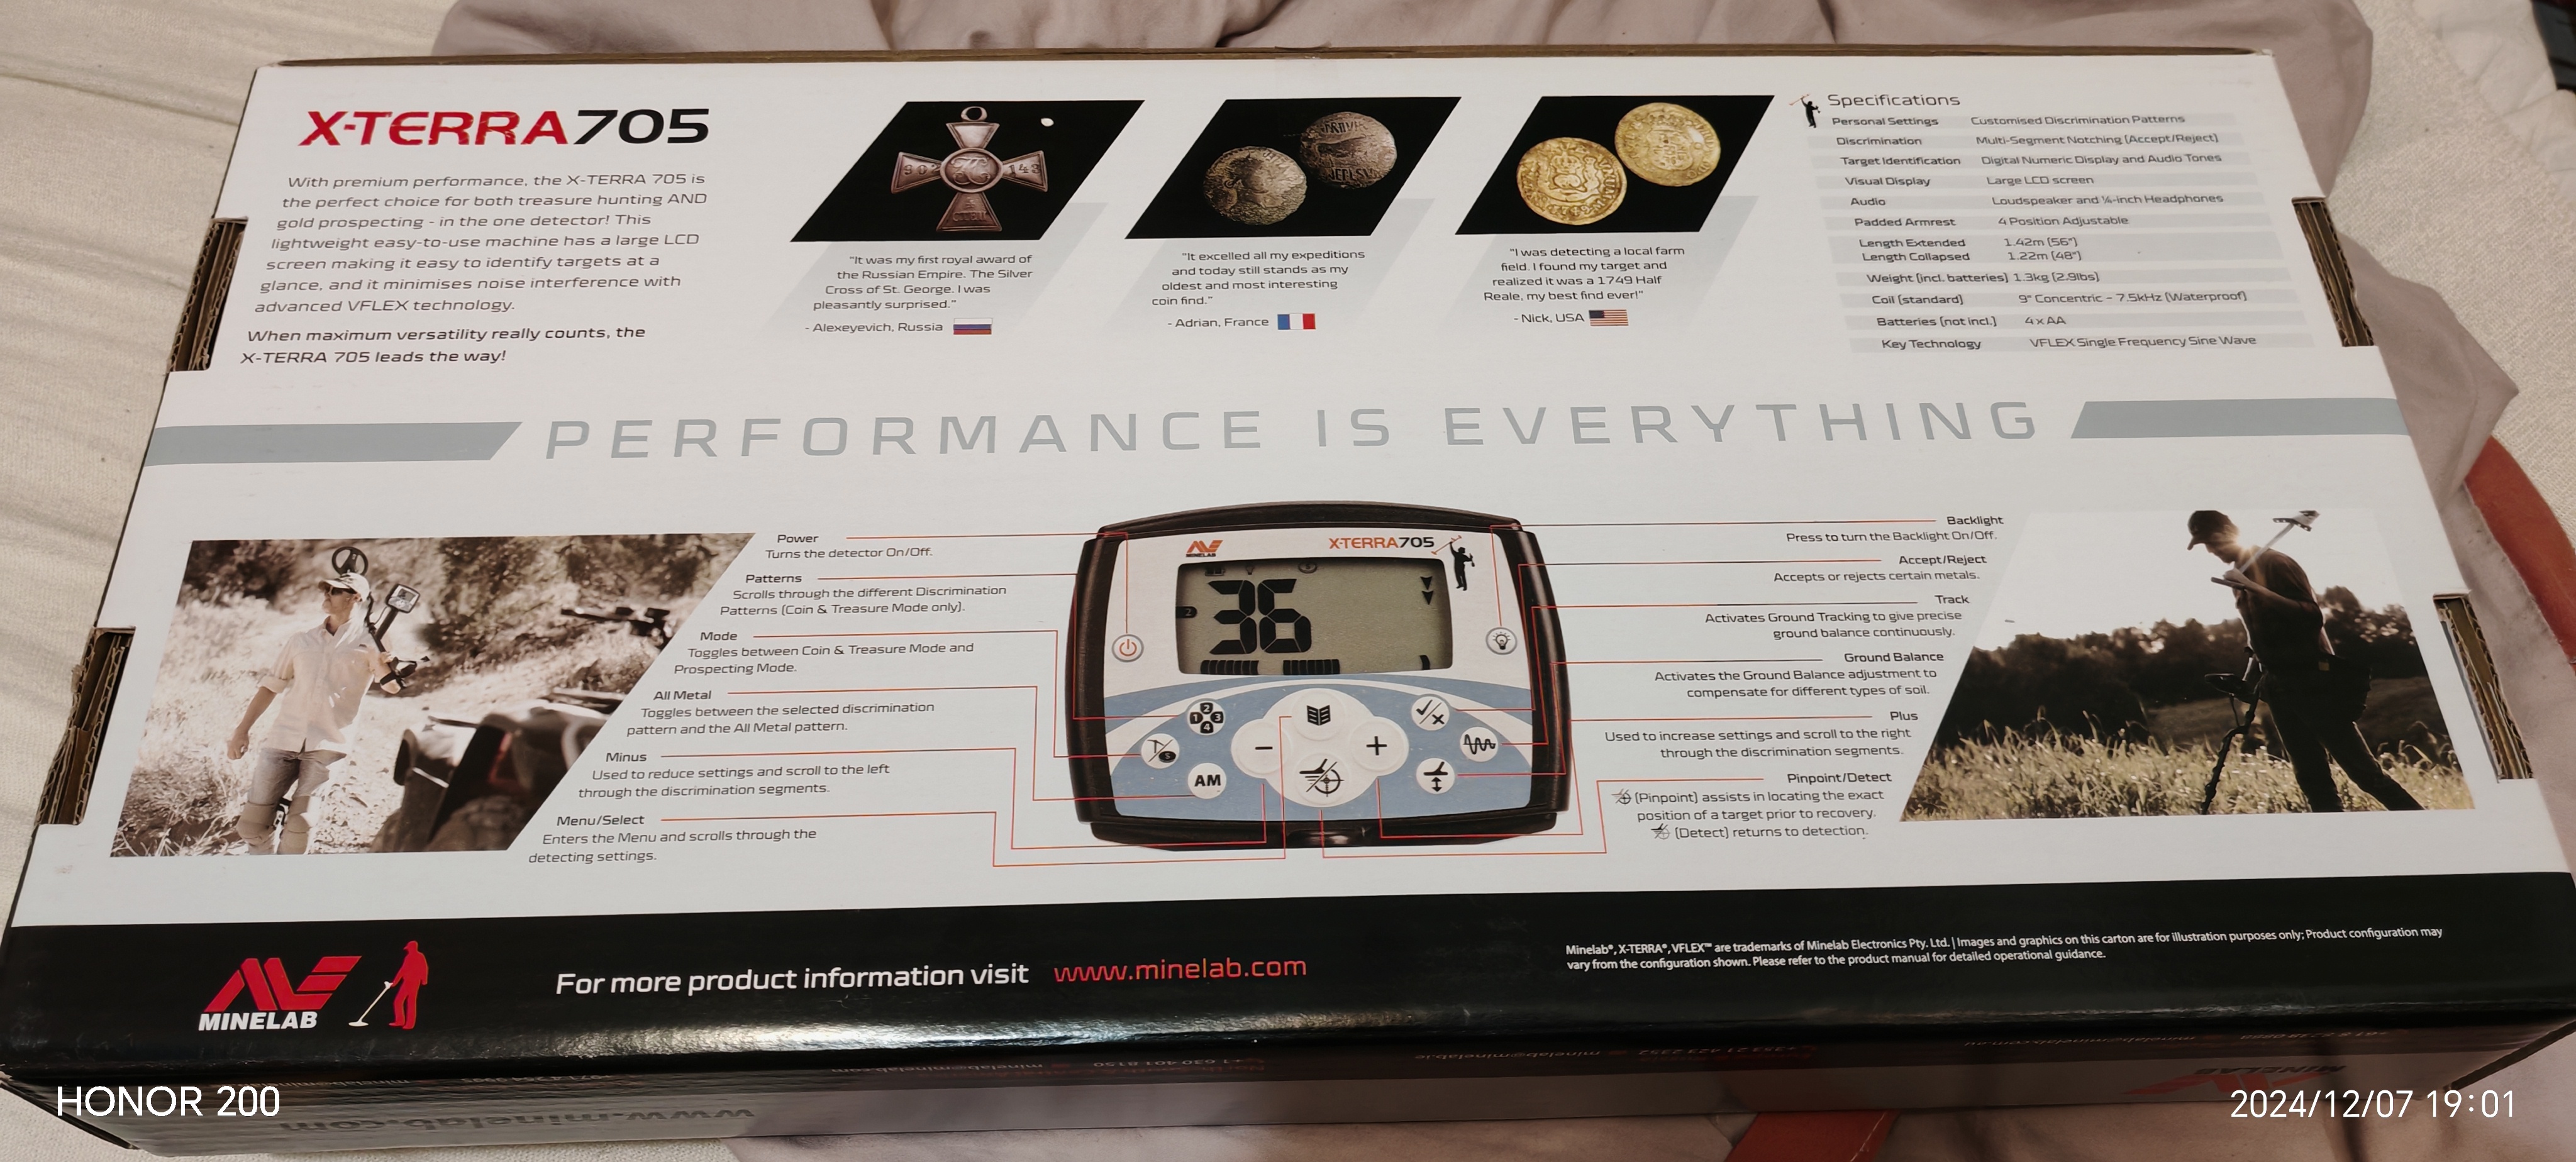 X-TERRA705
With premium performance, the X-TERRA 705 is
the perfect choice for both treasure hunting AND
gold prospecting - in the one detector! This
lightweight easy-to-use machine has a large LCD
screen making it easy to identify targets at a
glance, and it minimises noise interference with
advanced VFLEX technology.
When maximum versatility really counts, the
X-TERRA 705 leads the way!
"It was my first royal award of
the Russian Empire. The Silver
Cross of St. George. I was
pleasantly surprised."
- Alexeyevich, Russia
"It excelled all my expeditions
and today still stands as my
oldest and most interesting
coin find."
- Adrian, France
"I was detecting a local farm
field. I found my target and
realized it was a 1749 Half
Reale, my best find ever!"
- Nick, USA
Specifications
Personal Settings Customised Discrimination Patterns
Discrimination Multi-Segment Notching (Accept/Reject)
Target Identification Digital Numeric Display and Audio Tones
Visual Display Large LCD screen
Audio Loudspeaker and ¼-inch Headphones
Padded Armrest 4 Position Adjustable
Length Extended 1.42m (56")
Length Collapsed 1.22m (48")
Weight (incl. batteries) 1.3kg (2.9lbs)
Coil (standard) 9" Concentric - 7.5kHz (Waterproof)
Batteries (not incl.) 4 x AA
Key Technology VFLEX Single Frequency Sine Wave
PERFORMANCE IS EVERYTHING
Power
Turns the detector On/Off.
Patterns
Scrolls through the different Discrimination
Patterns (Coin & Treasure Mode only).
Mode
Toggles between Coin & Treasure Mode and
Prospecting Mode.
All Metal
Toggles between the selected discrimination
pattern and the All Metal pattern.
Minus
Used to reduce settings and scroll to the left
through the discrimination segments.
Menu/Select
Enters the Menu and scrolls through the
detecting settings.
MINELAB
X-TERRA705
36
2
1 3
4
AM
Backlight
Press to turn the Backlight On/Off.
Accept/Reject
Accepts or rejects certain metals.
Track
Activates Ground Tracking to give precise
ground balance continuously.
Ground Balance
Activates the Ground Balance adjustment to
compensate for different types of soil.
Plus
Used to increase settings and scroll to the right
through the discrimination segments.
Pinpoint/Detect
(Pinpoint) assists in locating the exact
position of a target prior to recovery.
(Detect) returns to detection.
MINELAB
For more product information visit www.minelab.com
Minelab®, X-TERRA®, VFLEX™ are trademarks of Minelab Electronics Pty. Ltd. | Images and graphics on this carton are for illustration purposes only; Product configuration may
vary from the configuration shown. Please refer to the product manual for detailed operational guidance.
www.minelab.com
MINELAB
HONOR 200
2024/12/07 19:01